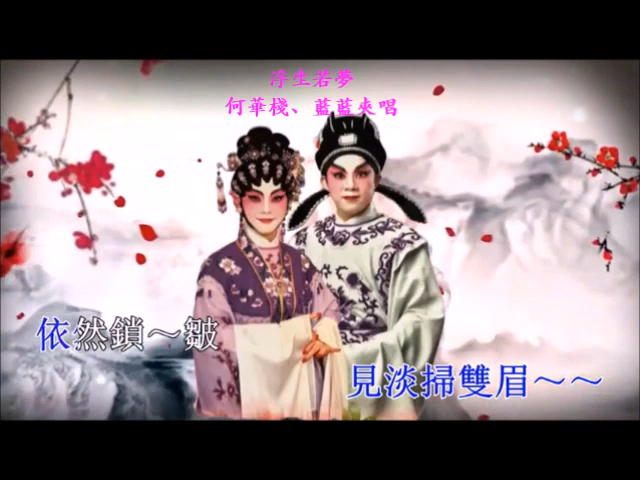 浮生若夢
何華棧、藍藍夾唱
依然鎖～皺
見淡掃雙眉～～